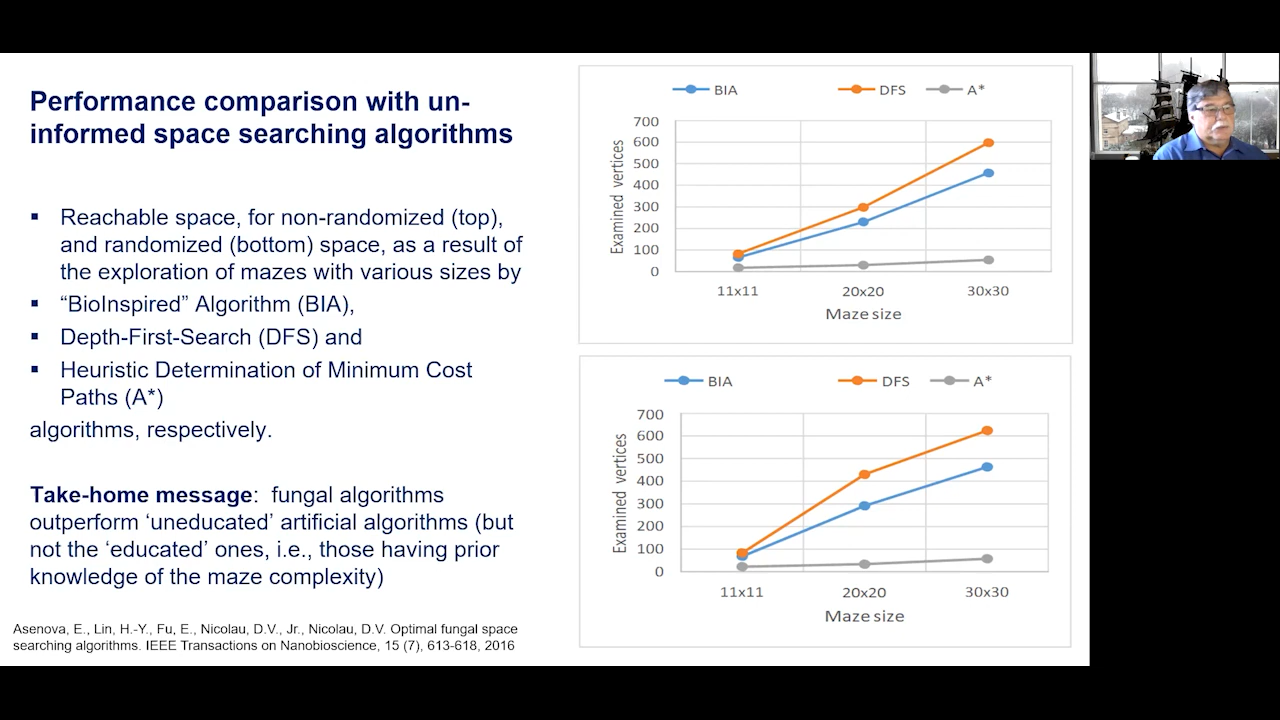 Performance comparison with un-
informed space searching algorithms
▪ Reachable space, for non-randomized (top),
and randomized (bottom) space, as a result of
the exploration of mazes with various sizes by
▪ “BioInspired” Algorithm (BIA),
▪ Depth-First-Search (DFS) and
▪ Heuristic Determination of Minimum Cost
Paths (A*)
algorithms, respectively.
Take-home message: fungal algorithms
outperform ‘uneducated’ artificial algorithms (but
not the ‘educated’ ones, i.e., those having prior
knowledge of the maze complexity)
Asenova, E., Lin, H.-Y., Fu, E., Nicolau, D.V., Jr., Nicolau, D.V. Optimal fungal space
searching algorithms. IEEE Transactions on Nanobioscience, 15 (7), 613-618, 2016
BIA DFS A*
Examined vertices
700
600
500
400
300
200
100
0
11x11 20x20 30x30
Maze size
BIA DFS A*
Examined vertices
700
600
500
400
300
200
100
0
11x11 20x20 30x30
Maze size